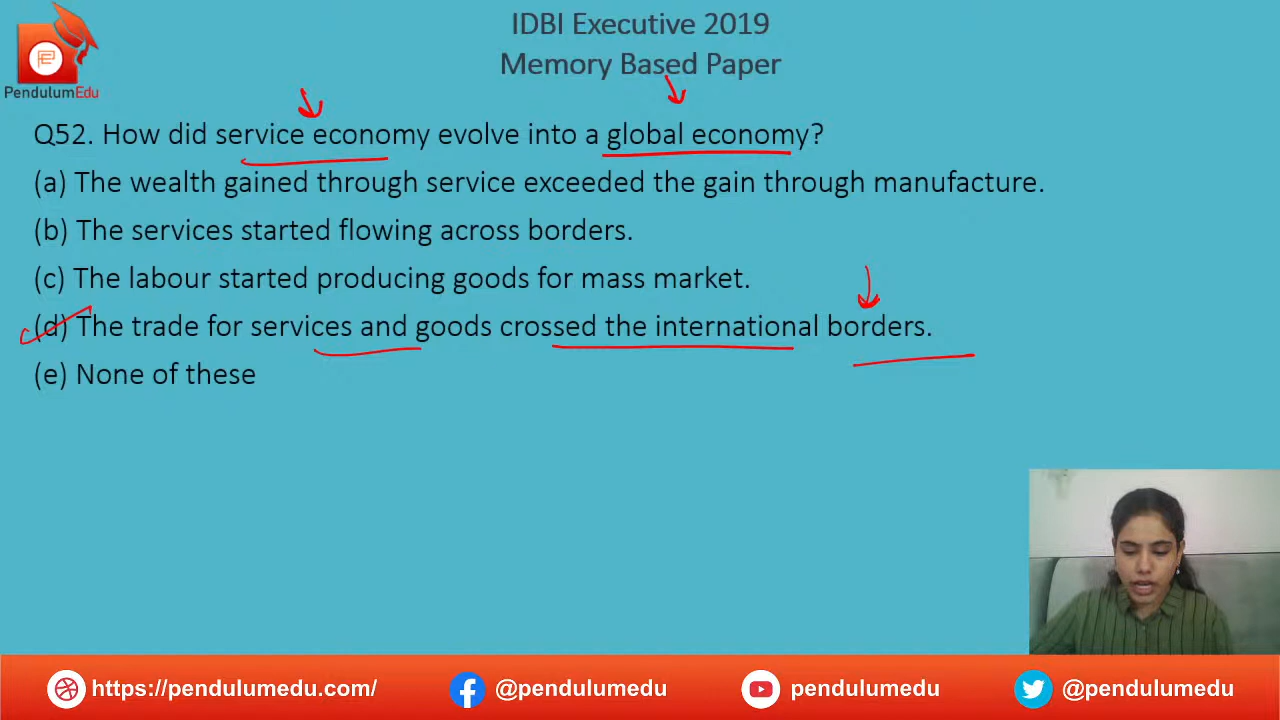 IDBI Executive 2019
Memory Based Paper
PendulumEdu
Q52. How did service economy evolve into a global economy?
(a) The wealth gained through service exceeded the gain through manufacture.
(b) The services started flowing across borders.
(c) The labour started producing goods for mass market.
(d) The trade for services and goods crossed the international borders.
(e) None of these
https://pendulumedu.com/ @pendulumedu pendulumedu @pendulumedu